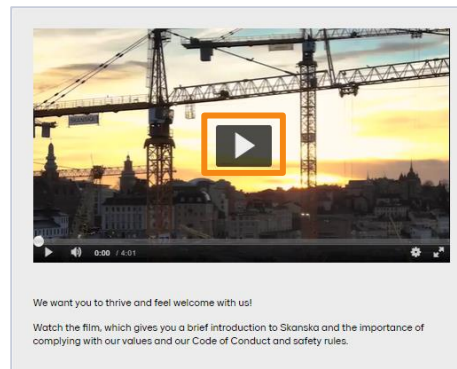 SKANSKA
0:00 / 4:01
We want you to thrive and feel welcome with us!
Watch the film, which gives you a brief introduction to Skanska and the importance of
complying with our values and our Code of Conduct and safety rules.